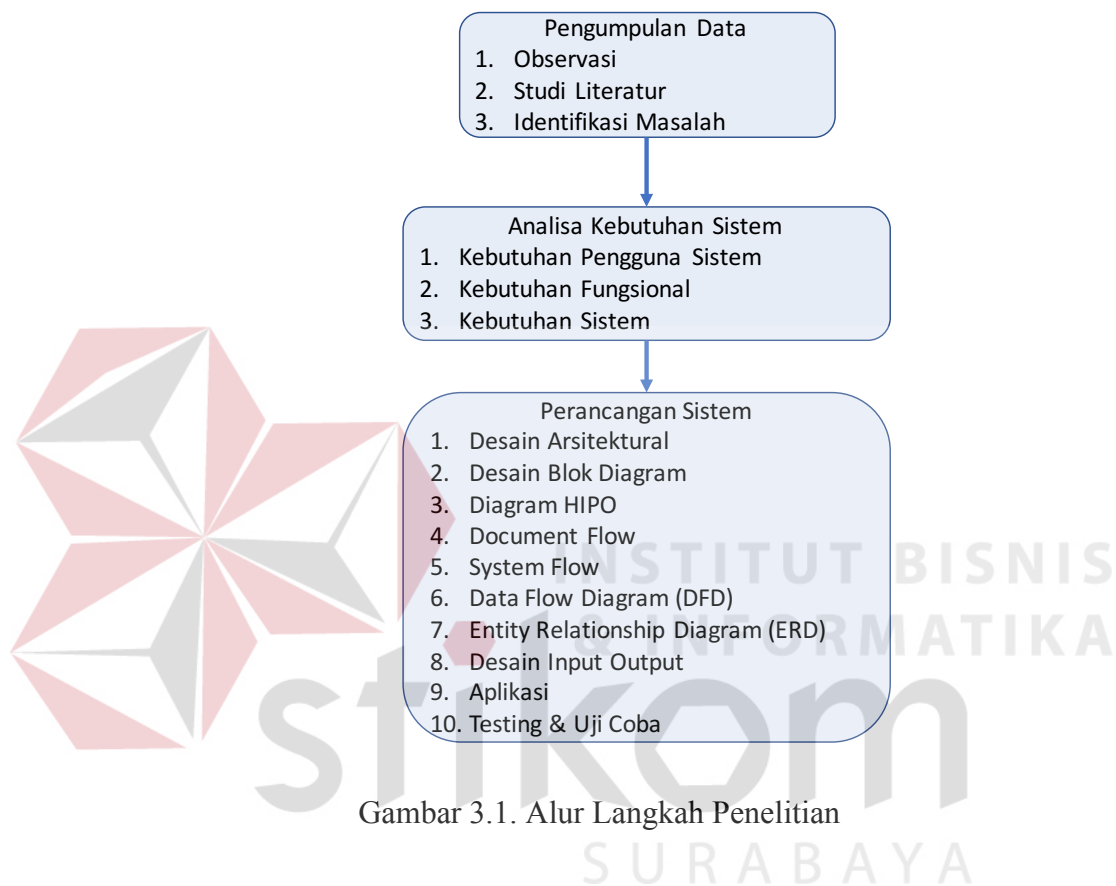 Pengumpulan Data
1. Observasi
2. Studi Literatur
3. Identifikasi Masalah
Analisa Kebutuhan Sistem
1. Kebutuhan Pengguna Sistem
2. Kebutuhan Fungsional
3. Kebutuhan Sistem
Perancangan Sistem
1. Desain Arsitektural
2. Desain Blok Diagram
3. Diagram HIPO
4. Document Flow
5. System Flow
6. Data Flow Diagram (DFD)
7. Entity Relationship Diagram (ERD)
8. Desain Input Output
9. Aplikasi
10. Testing & Uji Coba
INSTITUT BISNIS
& INFORMATIKA
stikom
Gambar 3.1. Alur Langkah Penelitian
SURABAYA